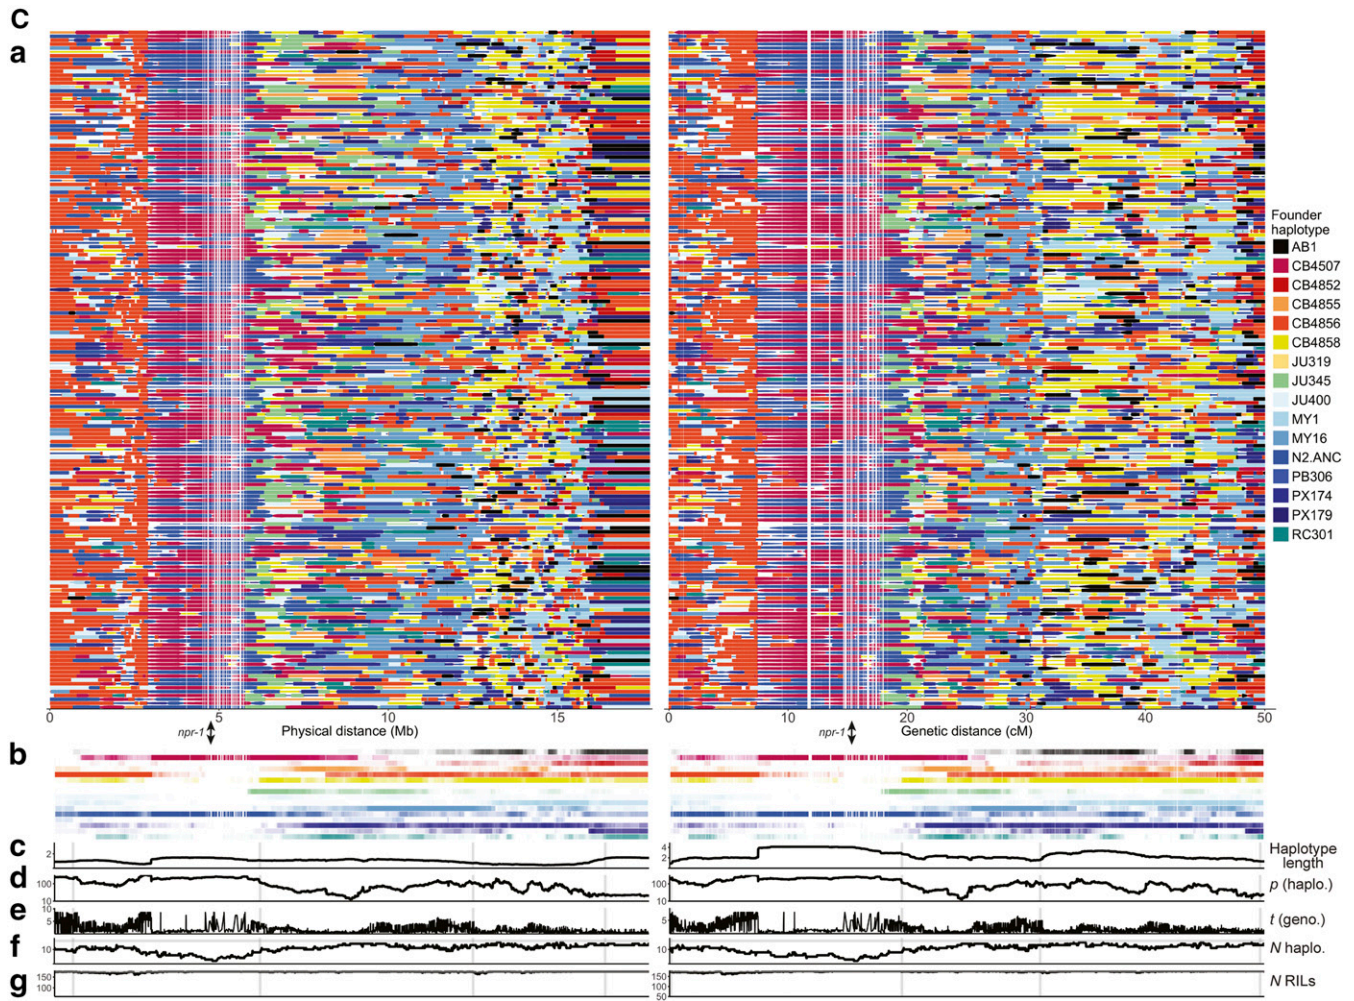 C
a
Founder
haplotype
AB1
CB4507
CB4852
CB4855
CB4856
CB4858
JU319
JU345
JU400
MY1
MY16
N2.ANC
PB306
PX174
PX179
RC301
0 5 10 15
0 10 20 30 40 50
npr-1
Physical distance (Mb)
npr-1
Genetic distance (cM)
b
c
2
4
2
Haplotype
length
d
100
10
100
10
p (haplo.)
e
10
5
5
t (geno.)
f
10
10
N haplo.
g
150
100
150
100
50
N RILs